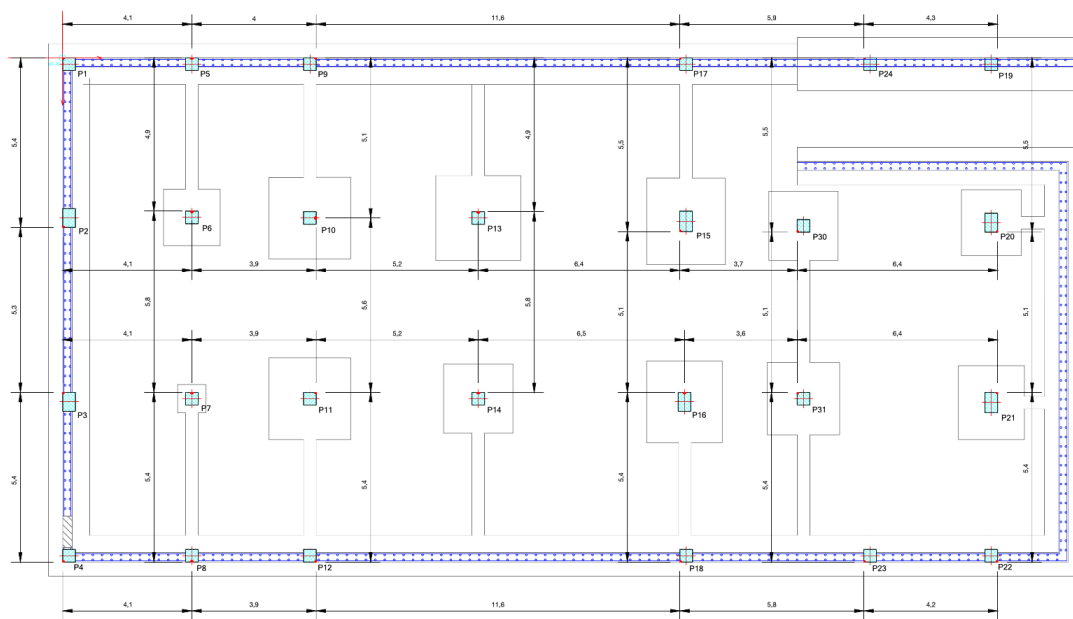 4,1 4 11,6 5,9 4,3
P1 P5 P9 P17 P24 P19
5,4 4,9 5,1 4,9 5,5 5,5 5,5
P2 P6 P10 P13 P15 P30 P20
4,1 3,9 5,2 6,4 3,7 6,4
5,3 5,8 5,6 5,8 5,1 5,1 5,1
4,1 3,9 5,2 6,5 3,6 6,4
P3 P7 P11 P14 P16 P31 P21
5,4 5,4 5,4 5,4 5,4 5,4
P4 P8 P12 P18 P23 P22
4,1 3,9 11,6 5,8 4,2